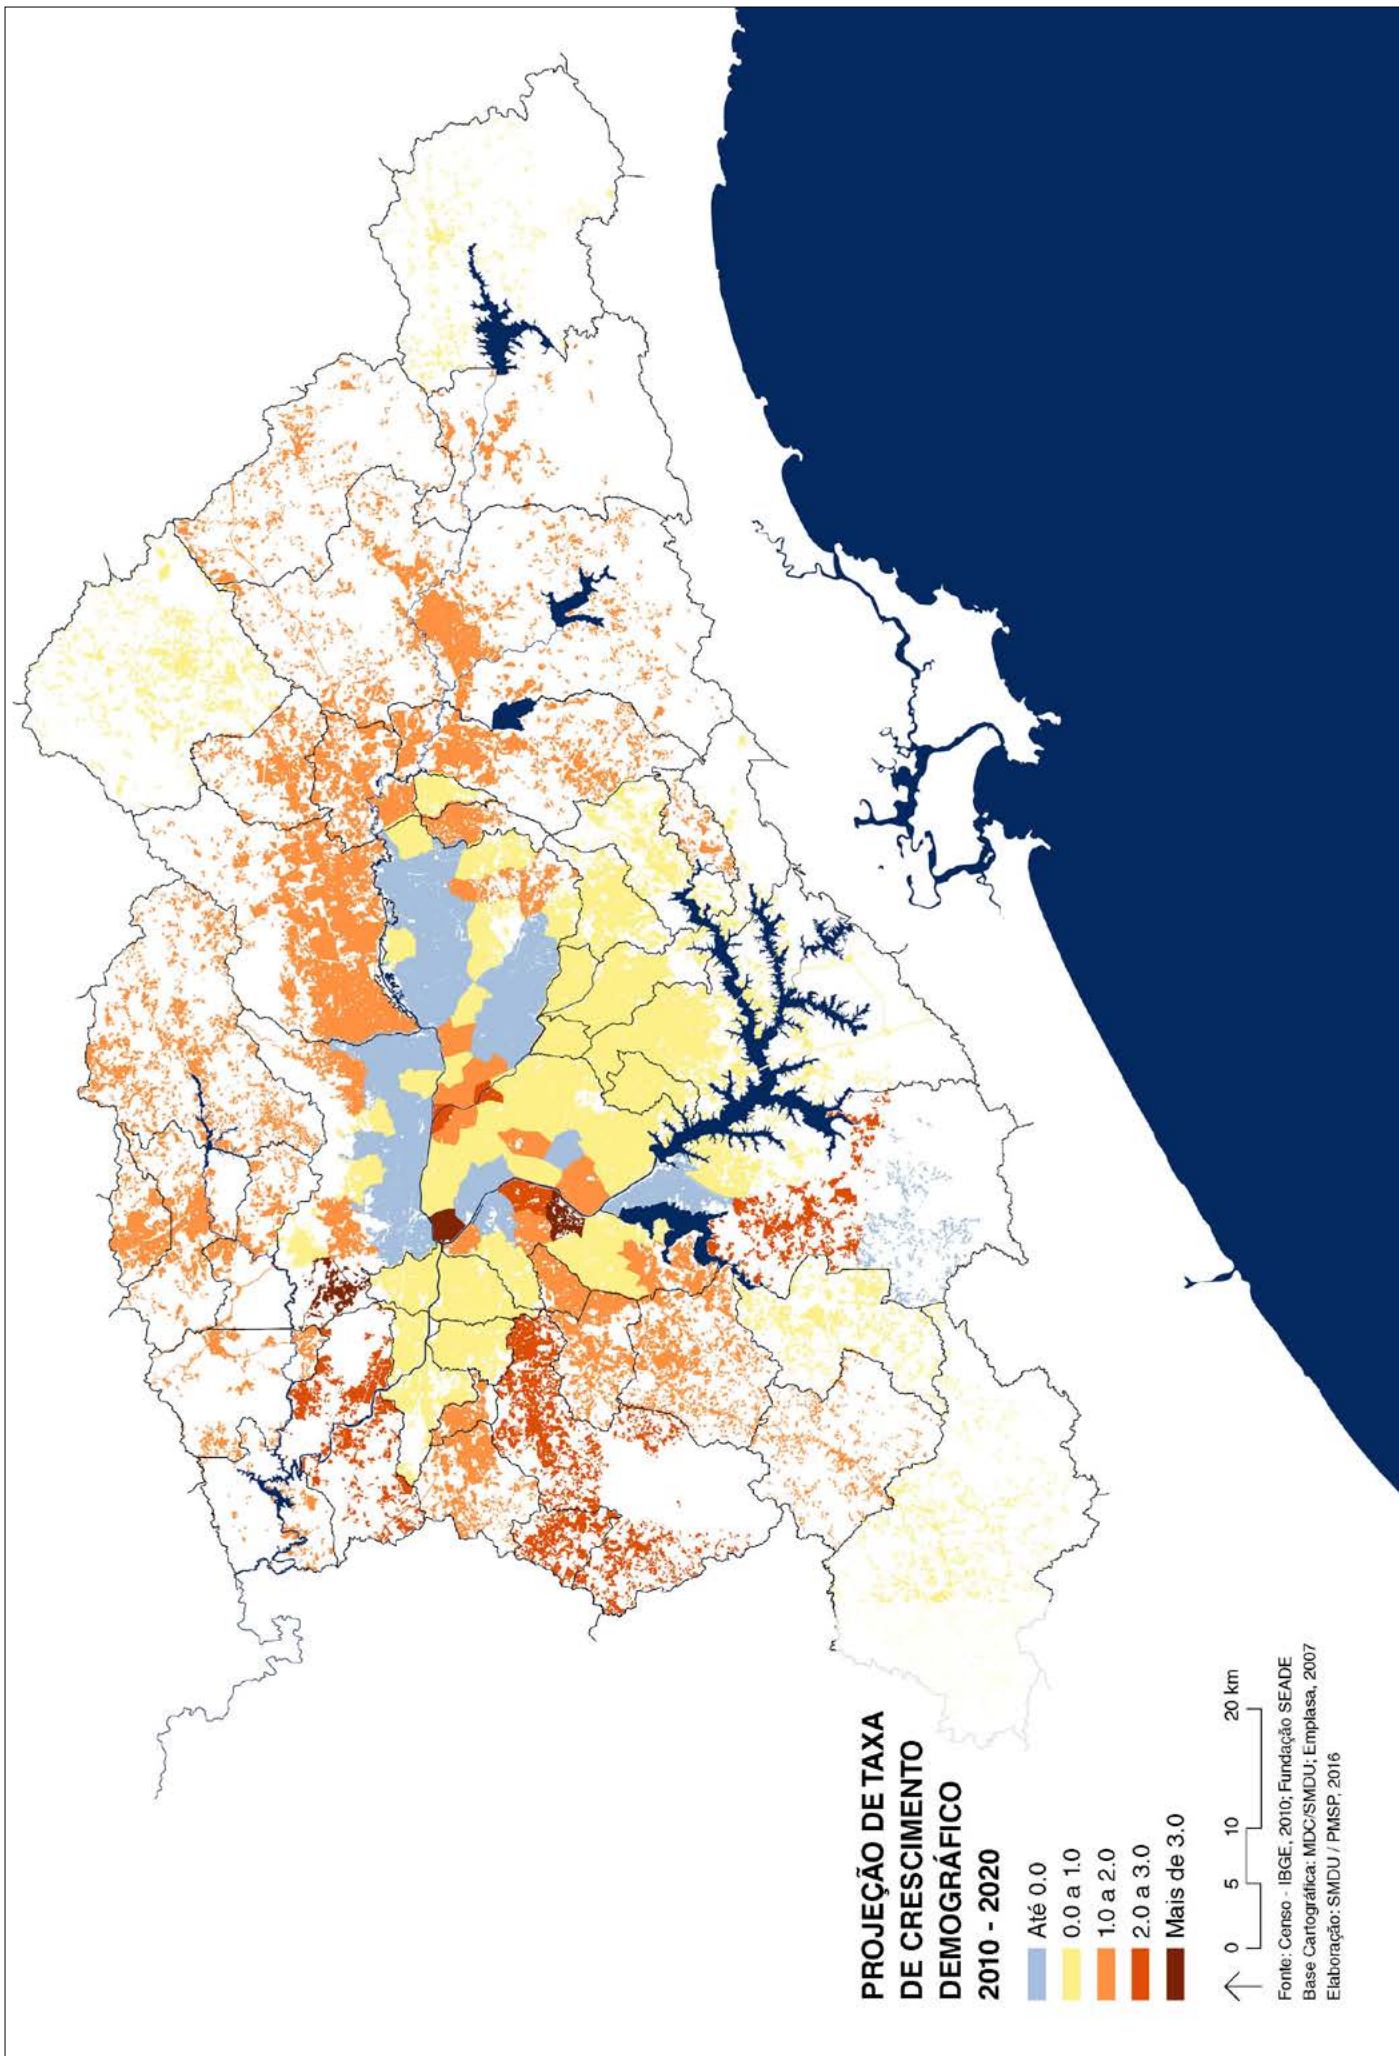 PROJEÇÃO DE TAXA
DE CRESCIMENTO
DEMOGRÁFICO
2010 - 2020
Até 0.0
0.0 a 1.0
1.0 a 2.0
2.0 a 3.0
Mais de 3.0
0 5 10 20 km
Fonte: Censo - IBGE, 2010; Fundação SEADE
Base Cartográfica: MDC/SMDU; Emplasa, 2007
Elaboração: SMDU / PMSP, 2016